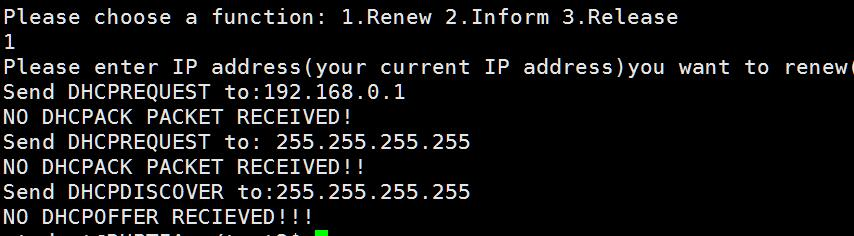 Please choose a function: 1.Renew 2.Inform 3.Release
1
Please enter IP address(your current IP address)you want to renew(
Send DHCPREQUEST to:192.168.0.1
NO DHCPACK PACKET RECEIVED!
Send DHCPREQUEST to: 255.255.255.255
NO DHCPACK PACKET RECEIVED!!
Send DHCPDISCOVER to:255.255.255.255
NO DHCPOFFER RECIEVED!!!